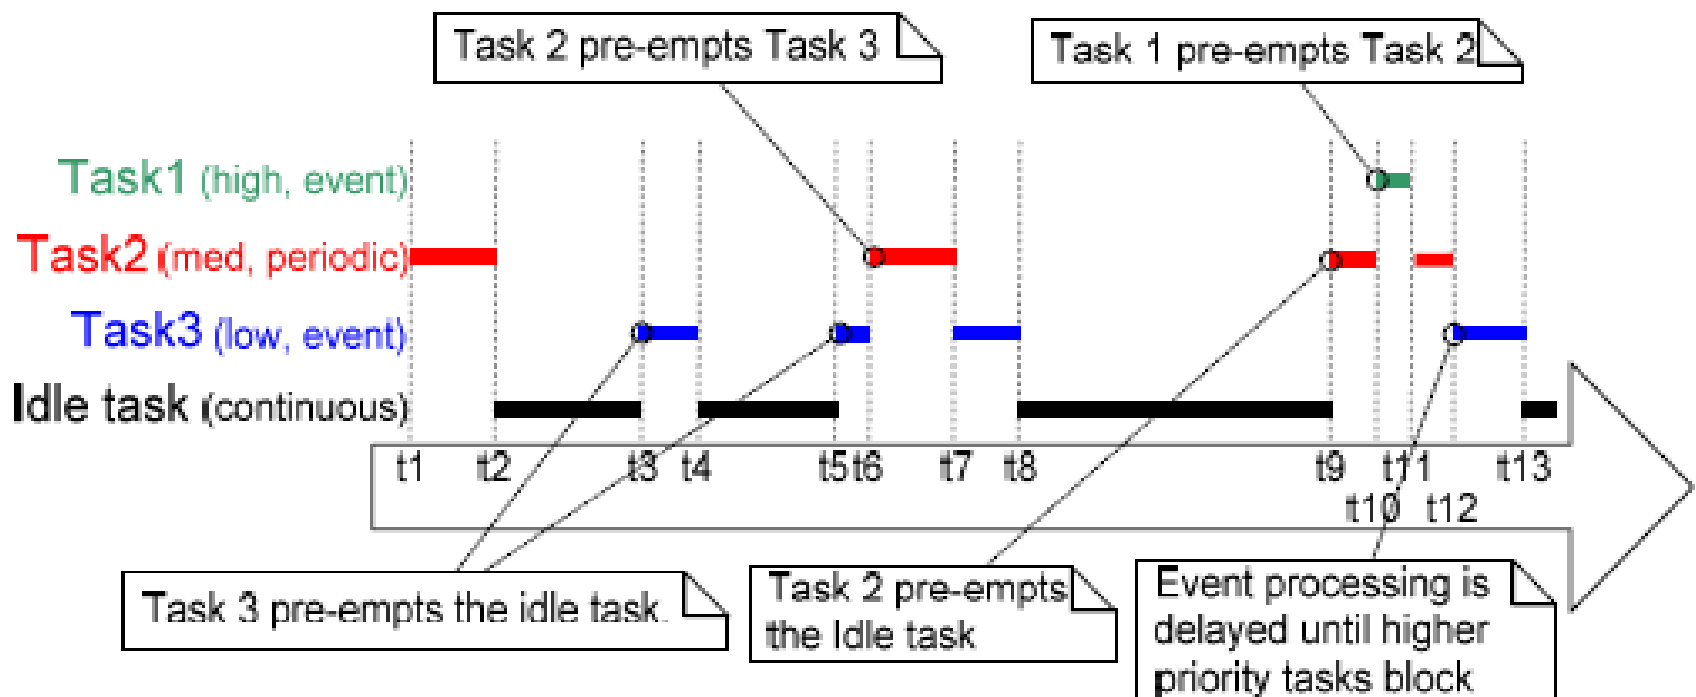 Task 2 pre-empts Task 3
Task 1 pre-empts Task 2
Task1 (high, event)
Task2 (med, periodic)
Task3 (low, event)
Idle task (continuous)
t1 t2 t3 t4 t5 t6 t7 t8 t9 t11 t13
t10 t12
Task 3 pre-empts the idle task.
Task 2 pre-empts
the Idle task
Event processing is
delayed until higher
priority tasks block